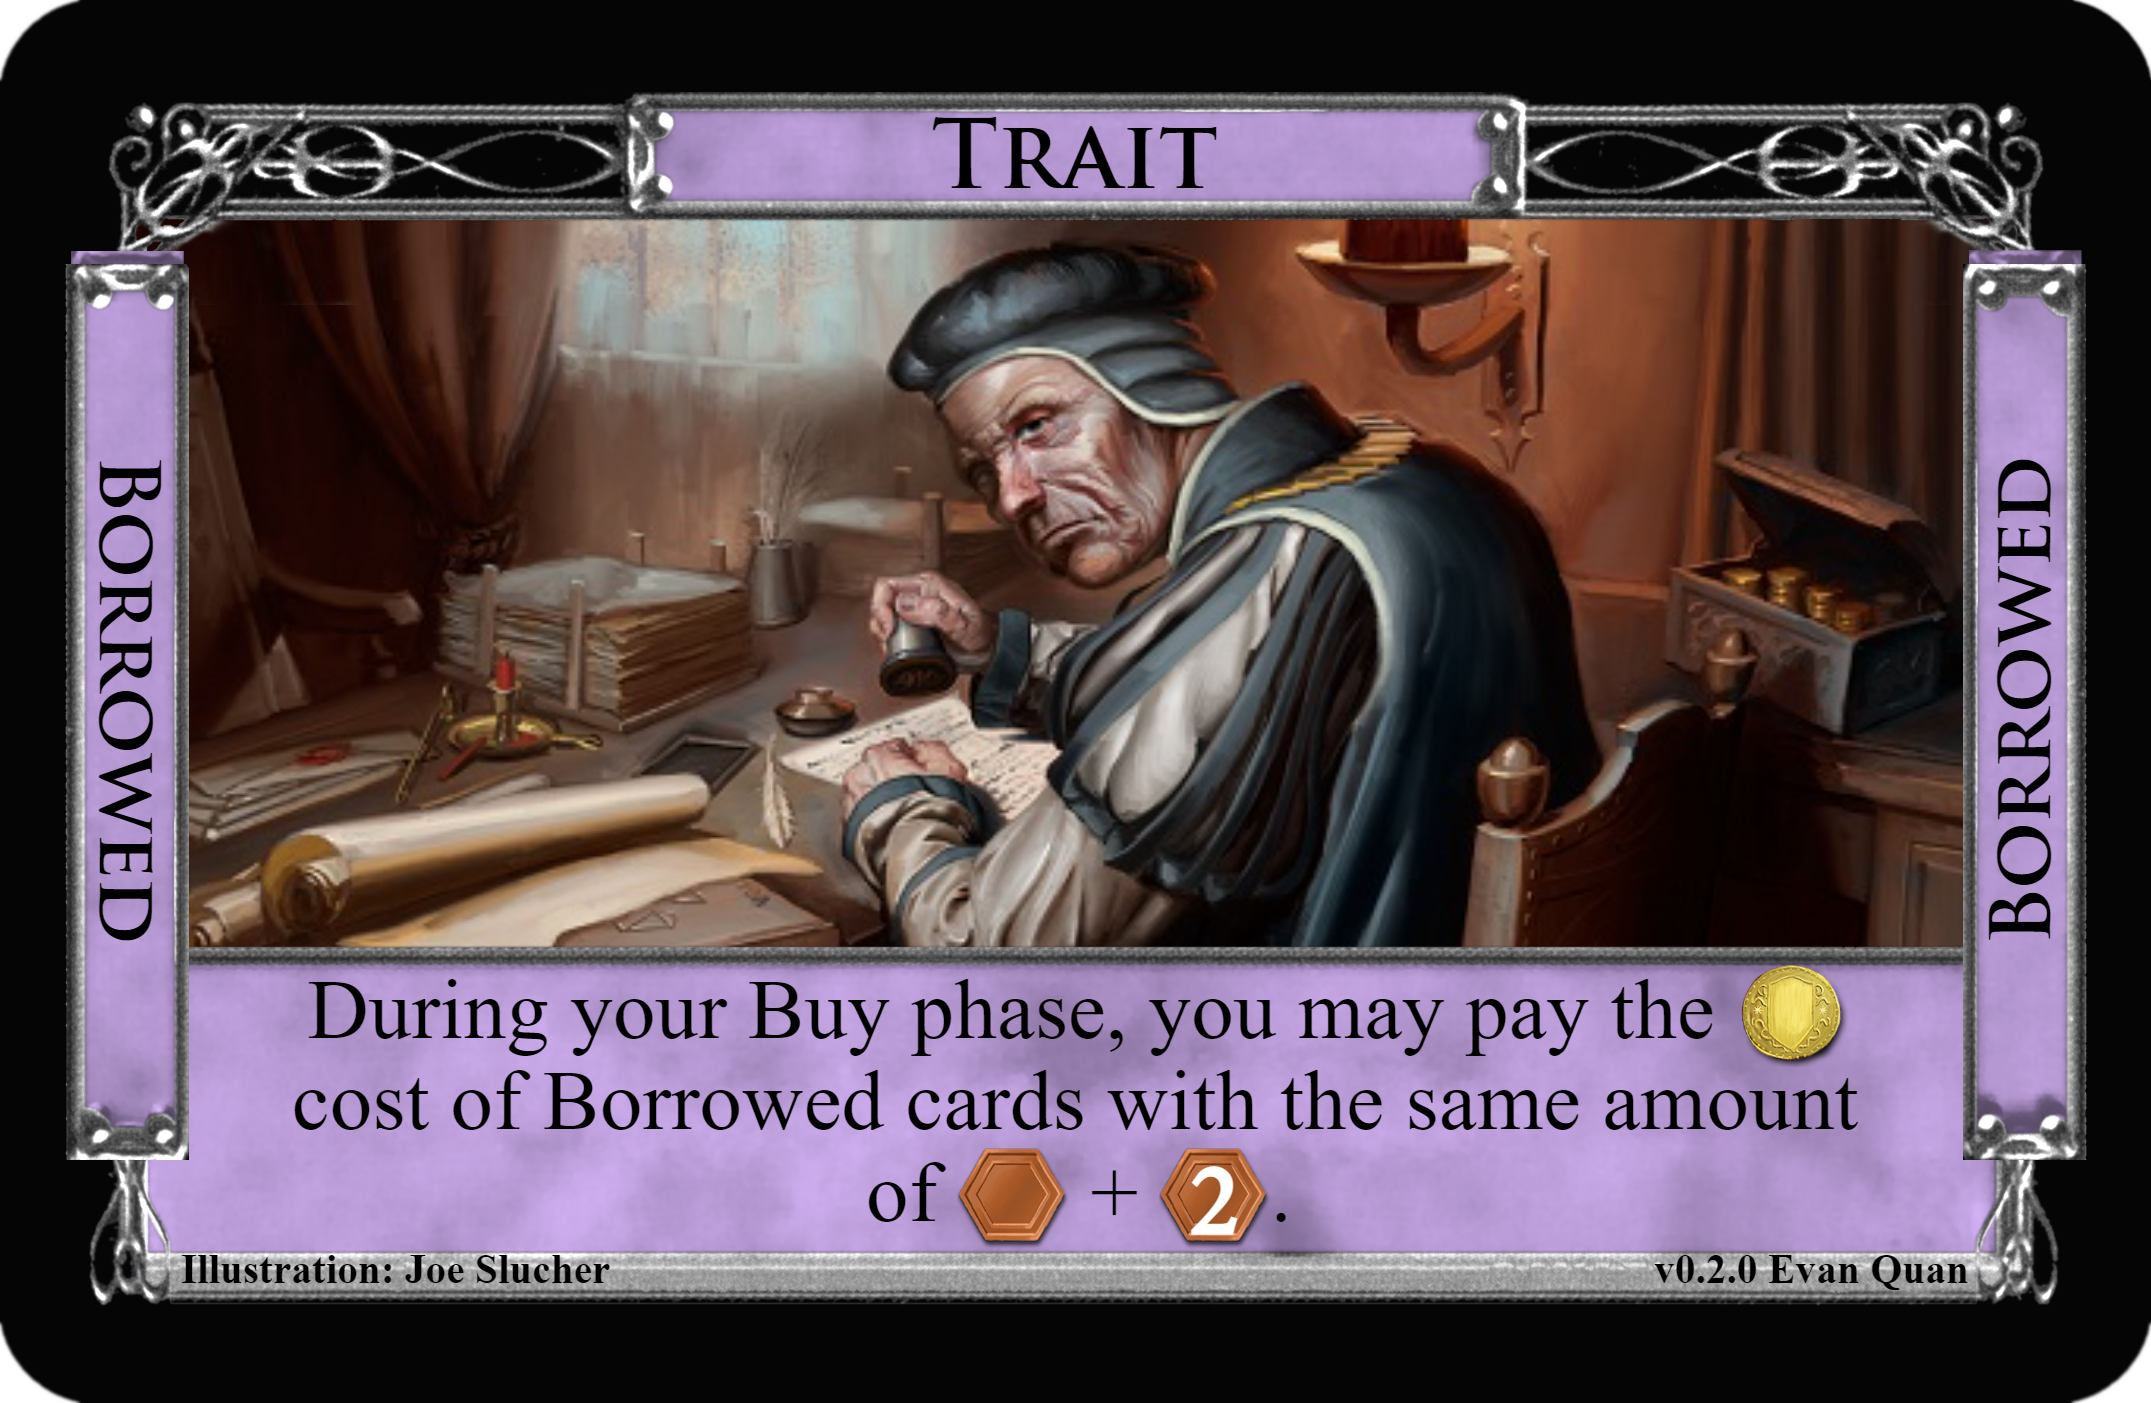 TRAIT
BORROWED
BORROWED
During your Buy phase, you may pay the
cost of Borrowed cards with the same amount
of + 2.
Illustration: Joe Slucher
v0.2.0 Evan Quan